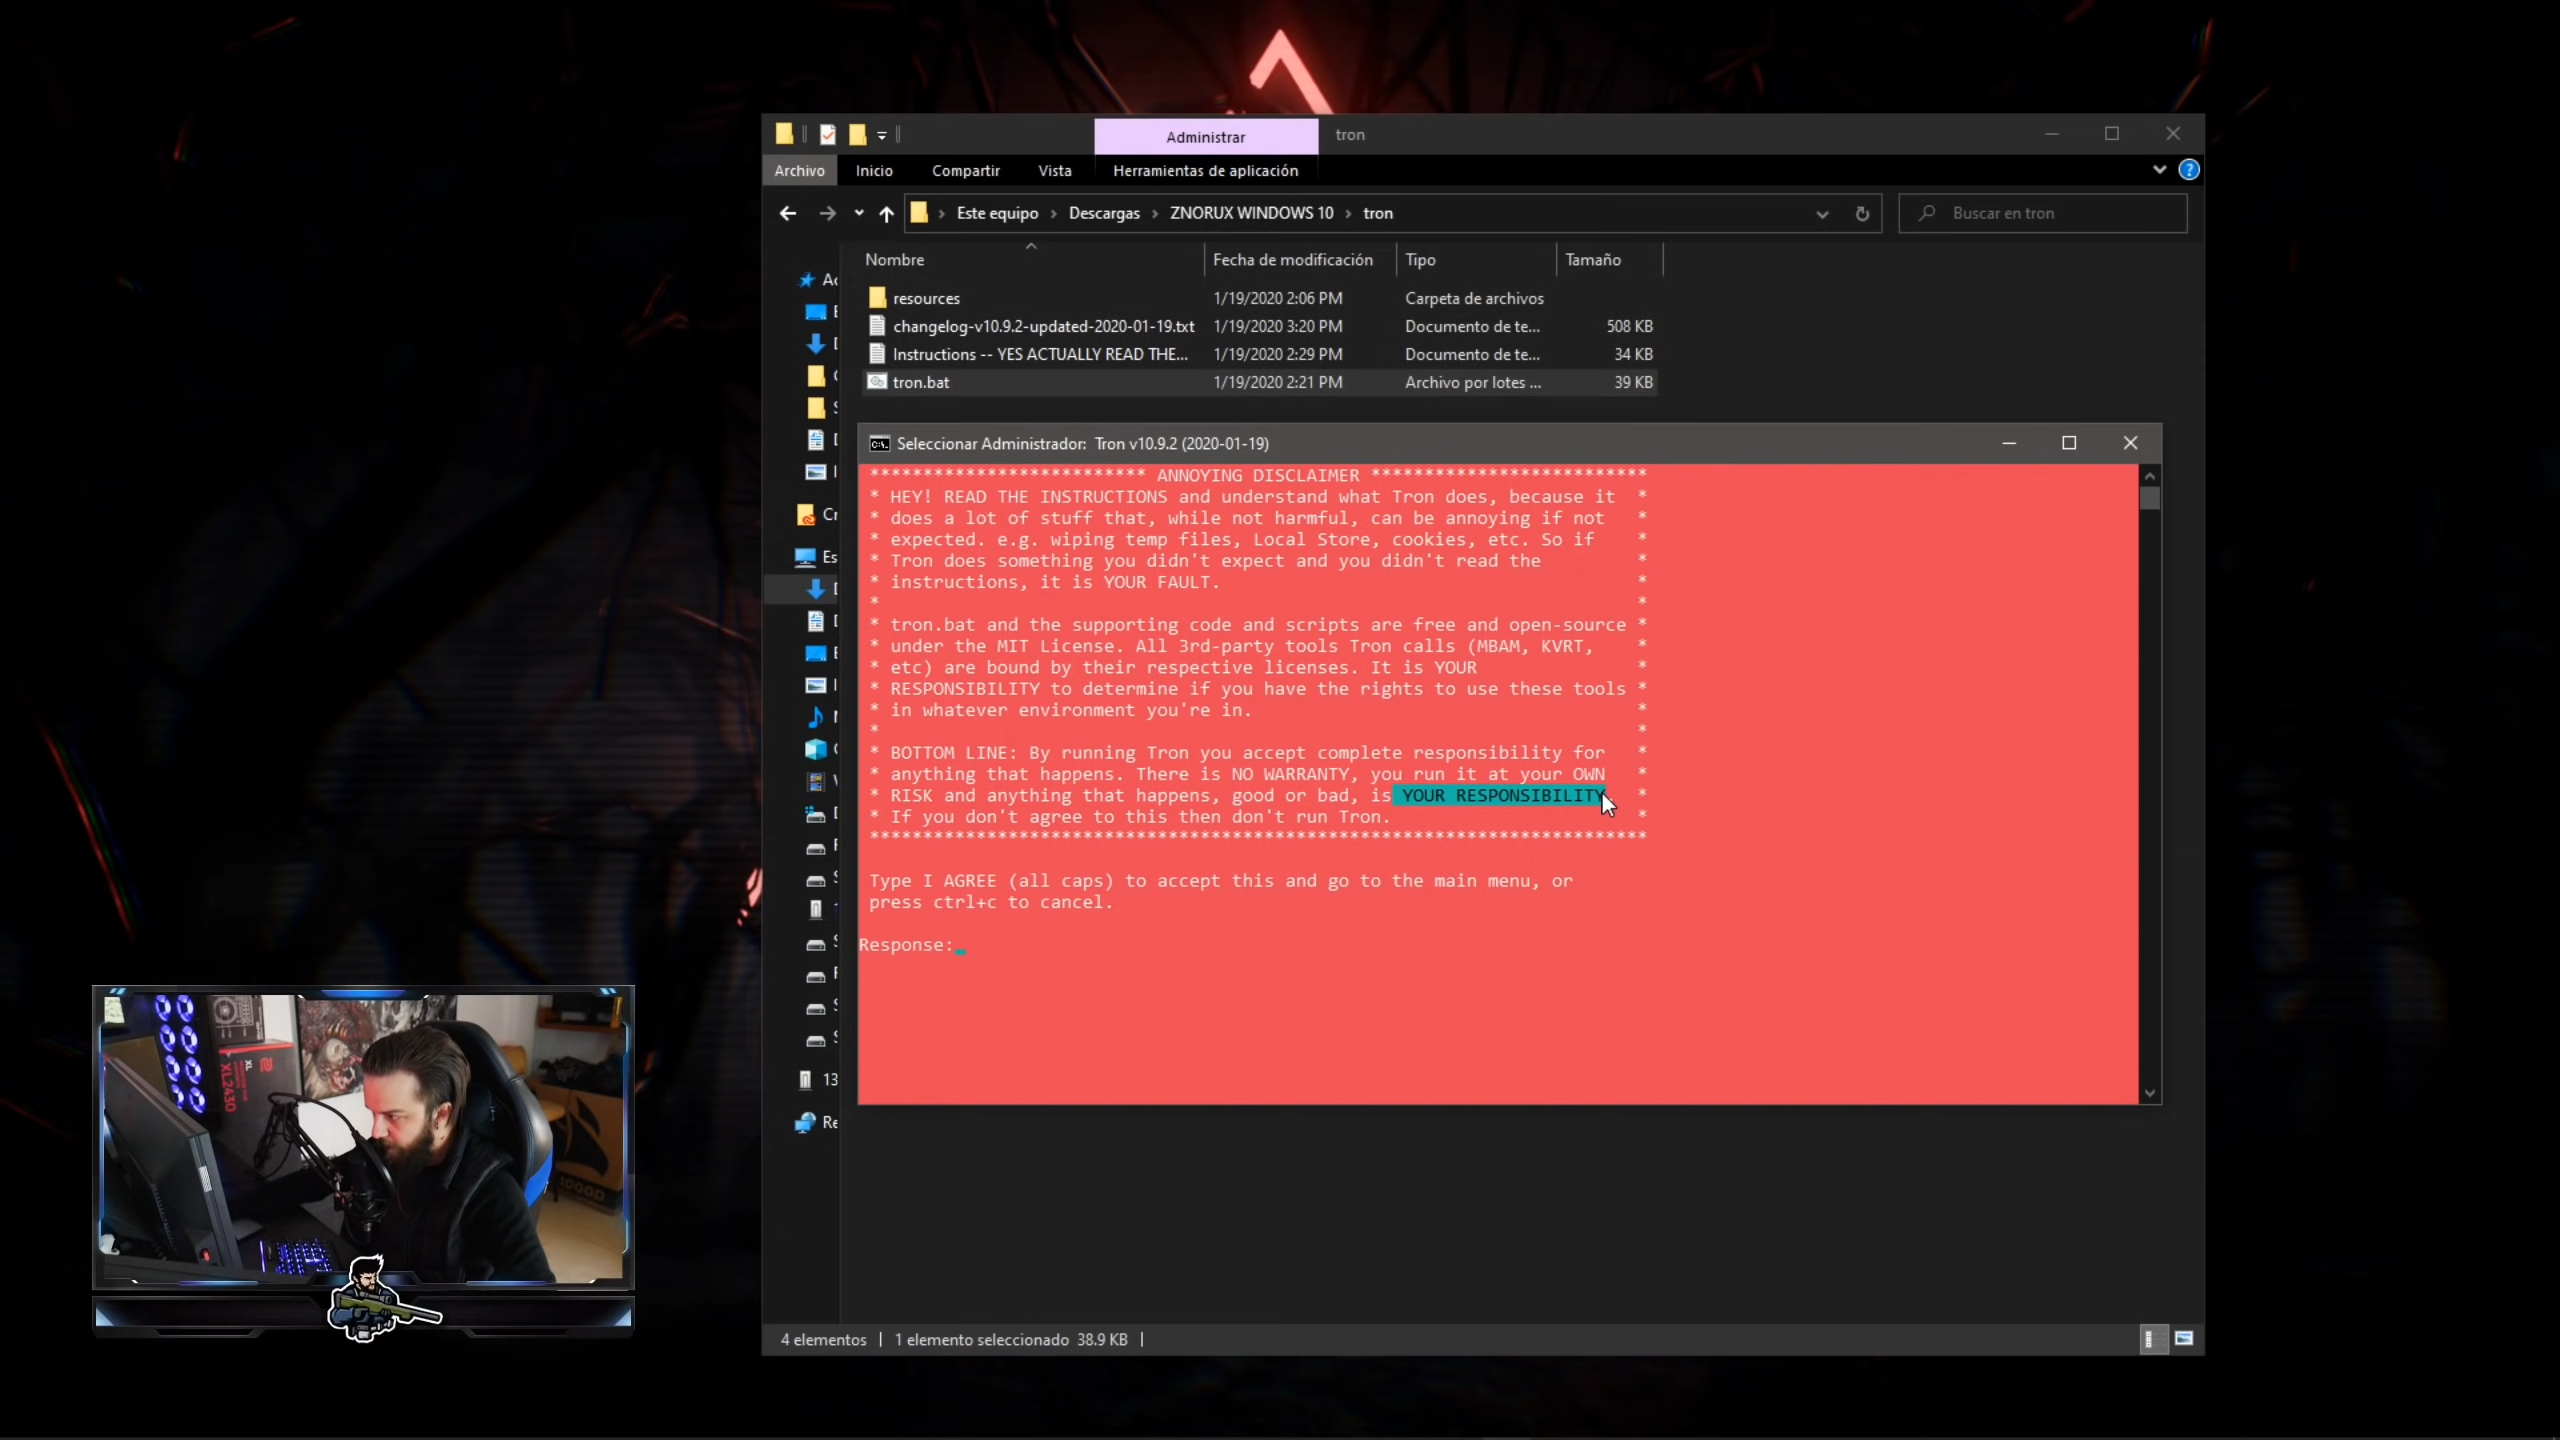 Administrar
tron
Archivo
Inicio
Compartir
Vista
Herramientas de aplicación
Este equipo
Descargas
ZNORUX WINDOWS 10
tron
Buscar en tron
Nombre
Fecha de modificación
Tipo
Tamaño
resources
1/19/2020 2:06 PM
Carpeta de archivos
changelog-v10.9.2-updated-2020-01-19.txt
1/19/2020 3:20 PM
Documento de te...
508 KB
Instructions -- YES ACTUALLY READ THE...
1/19/2020 2:29 PM
Documento de te...
34 KB
tron.bat
1/19/2020 2:21 PM
Archivo por lotes ...
39 KB
Seleccionar Administrador: Tron v10.9.2 (2020-01-19)
************************** ANNOYING DISCLAIMER **************************
* HEY! READ THE INSTRUCTIONS and understand what Tron does, because it *
* does a lot of stuff that, while not harmful, can be annoying if not *
* expected. e.g. wiping temp files, Local Store, cookies, etc. So if *
* Tron does something you didn't expect and you didn't read the *
* instructions, it is YOUR FAULT. *
* *
* tron.bat and the supporting code and scripts are free and open-source *
* under the MIT License. All 3rd-party tools Tron calls (MBAM, KVRT, *
* etc) are bound by their respective licenses. It is YOUR *
* RESPONSIBILITY to determine if you have the rights to use these tools *
* in whatever environment you're in. *
* *
* BOTTOM LINE: By running Tron you accept complete responsibility for *
* anything that happens. There is NO WARRANTY, you run it at your OWN *
* RISK and anything that happens, good or bad, is YOUR RESPONSIBILITY *
* If you don't agree to this then don't run Tron. *
*************************************************************************
Type I AGREE (all caps) to accept this and go to the main menu, or
press ctrl+c to cancel.
Response:
13
XL2430
XL
1000D
4 elementos
1 elemento seleccionado 38.9 KB